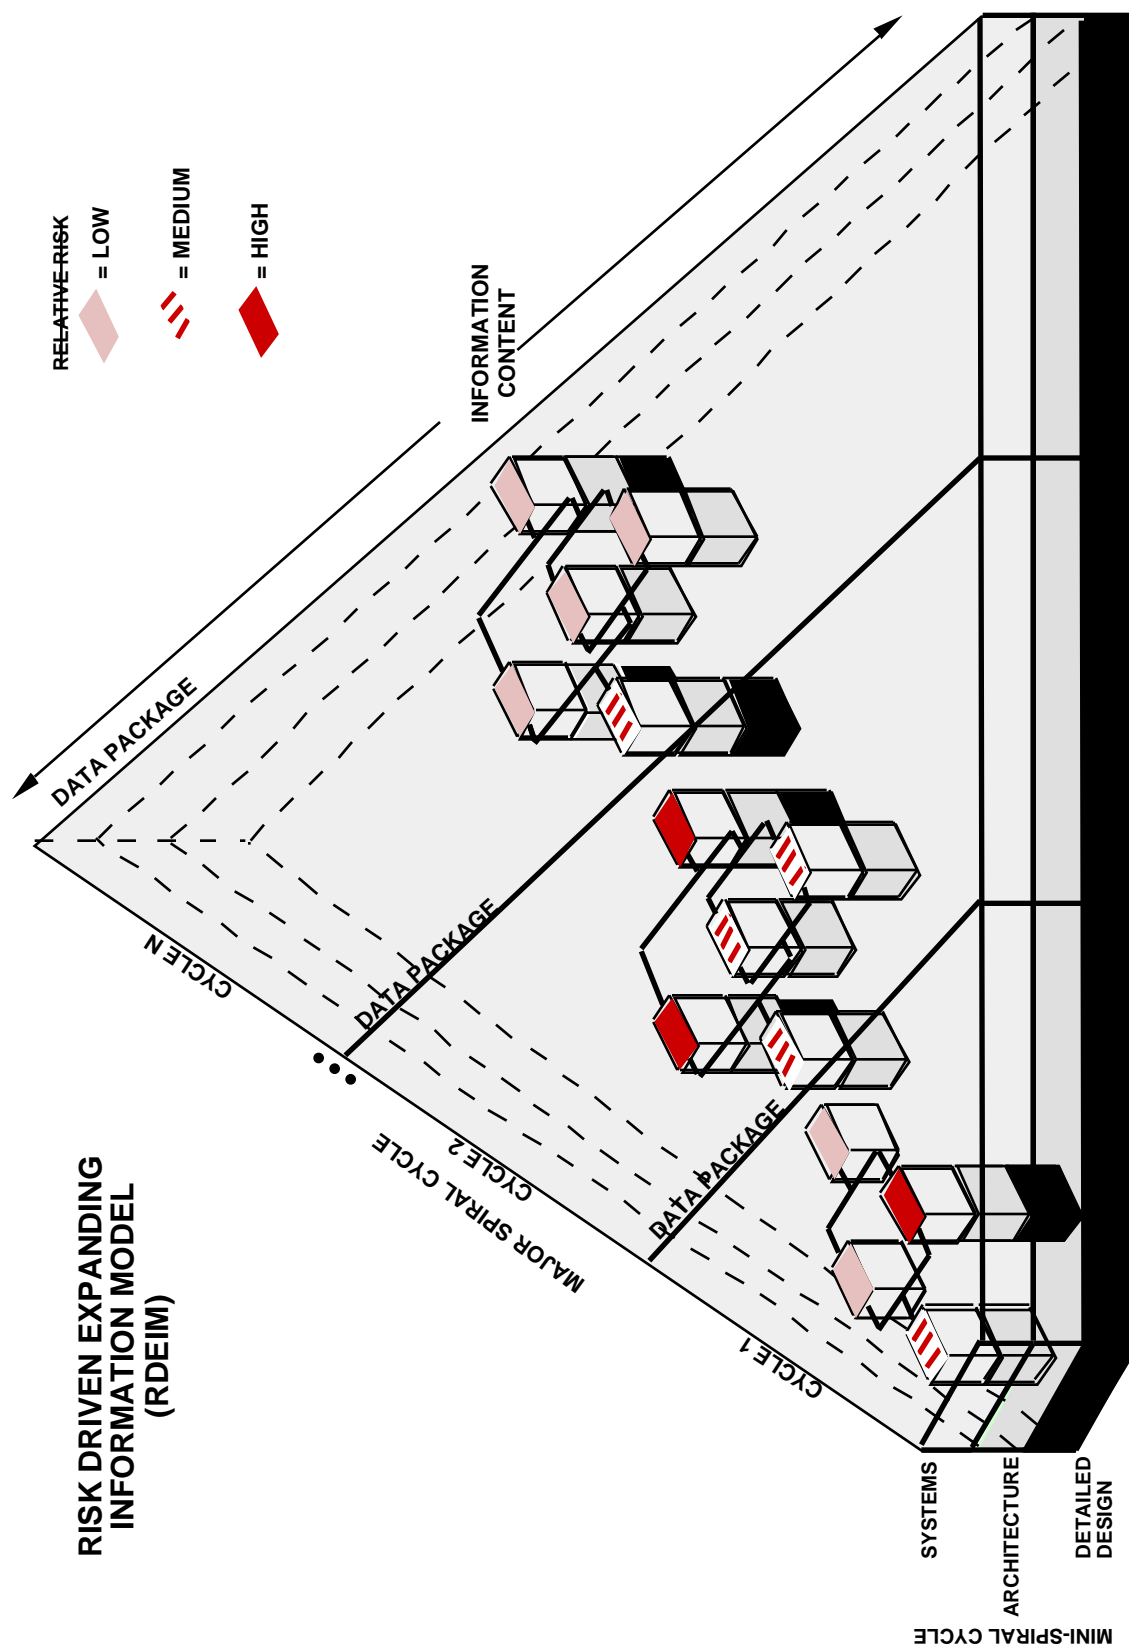 RISK DRIVEN EXPANDING
INFORMATION MODEL
(RDEIM)
RELATIVE RISK
= LOW
= MEDIUM
= HIGH
INFORMATION
CONTENT
DATA PACKAGE
DATA PACKAGE
DATA PACKAGE
CYCLE N
CYCLE 2
MAJOR SPIRAL CYCLE
CYCLE 1
SYSTEMS
ARCHITECTURE
DETAILED
DESIGN
MINI-SPIRAL CYCLE